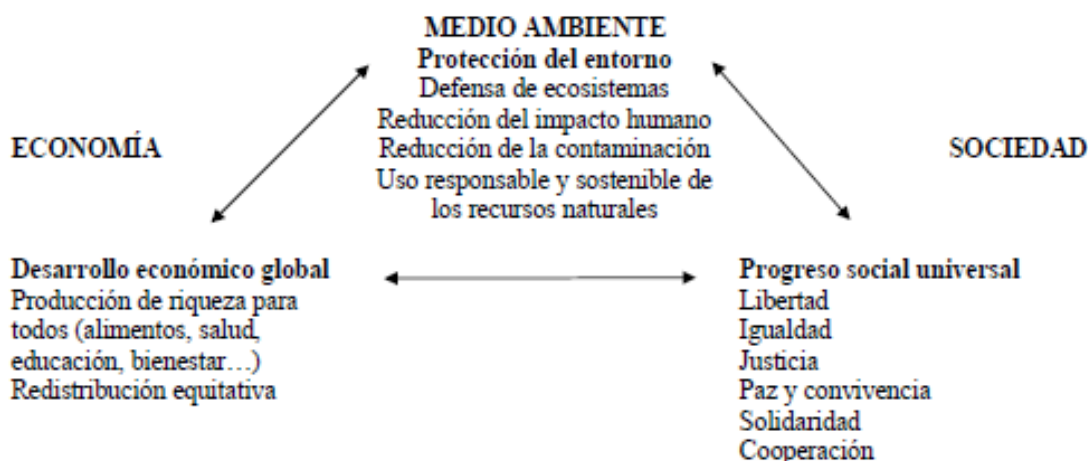 MEDIO AMBIENTE
Protección del entorno
Defensa de ecosistemas
Reducción del impacto humano
Reducción de la contaminación
Uso responsable y sostenible de
los recursos naturales
ECONOMÍA
SOCIEDAD
Desarrollo económico global
Producción de riqueza para
todos (alimentos, salud,
educación, bienestar…)
Redistribución equitativa
Progreso social universal
Libertad
Igualdad
Justicia
Paz y convivencia
Solidaridad
Cooperación